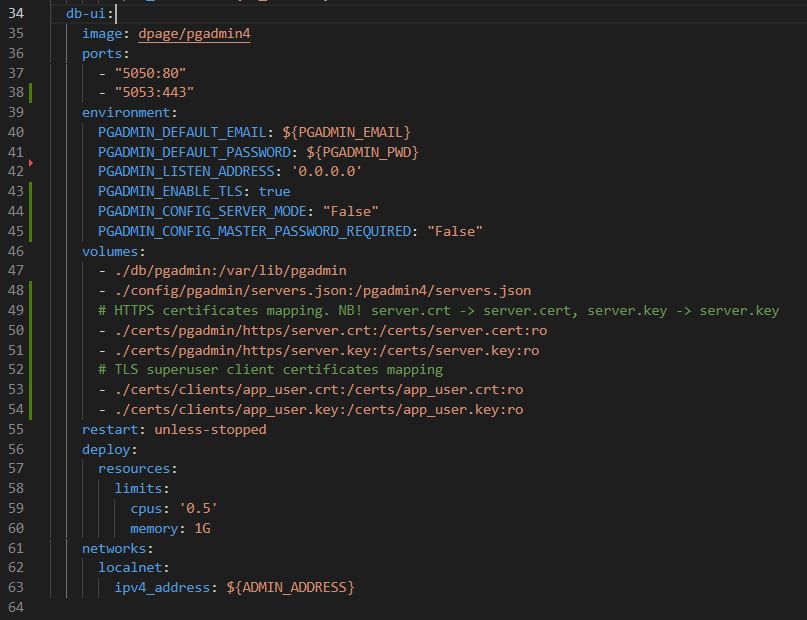 34 db-ui:
35 image: dpage/pgadmin4
36 ports:
37 - "5050:80"
38 - "5053:443"
39 environment:
40 PGADMIN_DEFAULT_EMAIL: ${PGADMIN_EMAIL}
41 PGADMIN_DEFAULT_PASSWORD: ${PGADMIN_PWD}
42 PGADMIN_LISTEN_ADDRESS: '0.0.0.0'
43 PGADMIN_ENABLE_TLS: true
44 PGADMIN_CONFIG_SERVER_MODE: "False"
45 PGADMIN_CONFIG_MASTER_PASSWORD_REQUIRED: "False"
46 volumes:
47 - ./db/pgadmin:/var/lib/pgadmin
48 - ./config/pgadmin/servers.json:/pgadmin4/servers.json
49 # HTTPS certificates mapping. NB! server.crt -> server.cert, server.key -> server.key
50 - ./certs/pgadmin/https/server.crt:/certs/server.cert:ro
51 - ./certs/pgadmin/https/server.key:/certs/server.key:ro
52 # TLS superuser client certificates mapping
53 - ./certs/clients/app_user.crt:/certs/app_user.crt:ro
54 - ./certs/clients/app_user.key:/certs/app_user.key:ro
55 restart: unless-stopped
56 deploy:
57 resources:
58 limits:
59 cpus: '0.5'
60 memory: 1G
61 networks:
62 localnet:
63 ipv4_address: ${ADMIN_ADDRESS}
64